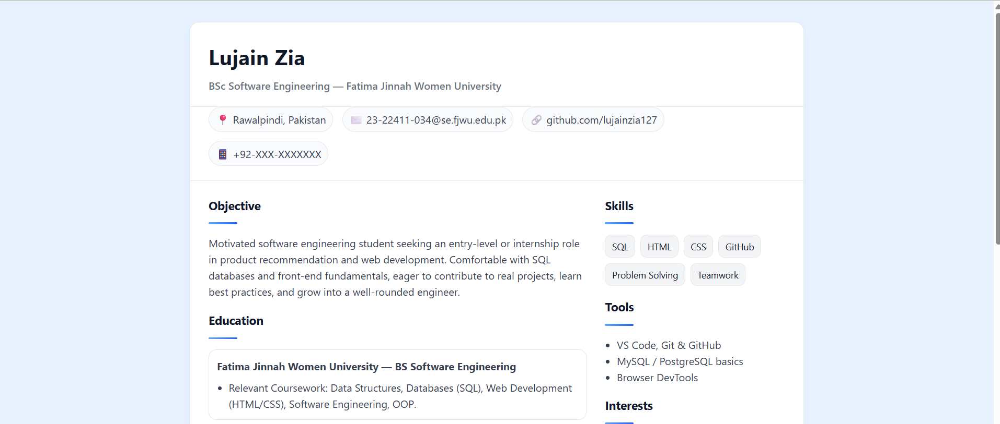 Lujain Zia
BSc Software Engineering — Fatima Jinnah Women University
Rawalpindi, Pakistan
23-22411-034@se.fjwu.edu.pk
github.com/lujainzia127
+92-XXX-XXXXXXX
Objective
Motivated software engineering student seeking an entry-level or internship role
in product recommendation and web development. Comfortable with SQL
databases and front-end fundamentals, eager to contribute to real projects, learn
best practices, and grow into a well-rounded engineer.
Education
Fatima Jinnah Women University — BS Software Engineering
• Relevant Coursework: Data Structures, Databases (SQL), Web Development
(HTML/CSS), Software Engineering, OOP.
Skills
SQL
HTML
CSS
GitHub
Problem Solving
Teamwork
Tools
• VS Code, Git & GitHub
• MySQL / PostgreSQL basics
• Browser DevTools
Interests